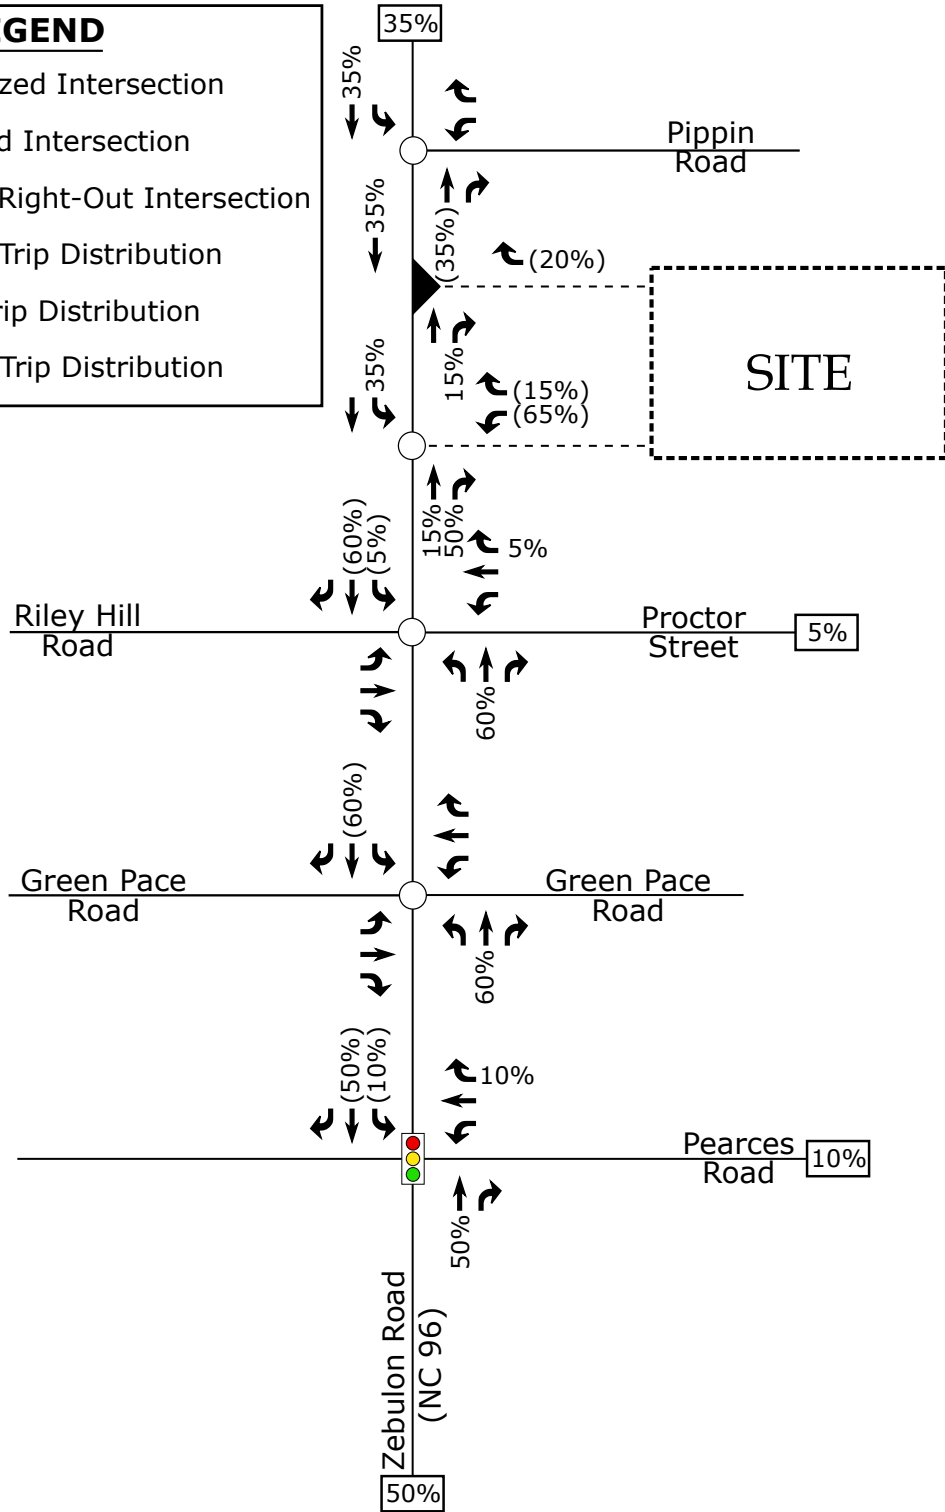 EGEND
zed Intersection
d Intersection
Right-Out Intersection
Trip Distribution
rip Distribution
Trip Distribution
35%
35%
Pippin
Road
35%
(35%)
(20%)
SITE
35%
15%
(15%)
(65%)
(60%)
(5%)
15%
50%
5%
Riley Hill
Road
Proctor
Street
5%
60%
(60%)
Green Pace
Road
Green Pace
Road
60%
(50%)
(10%)
10%
Pearces
Road
10%
50%
Zebulon Road
(NC 96)
50%